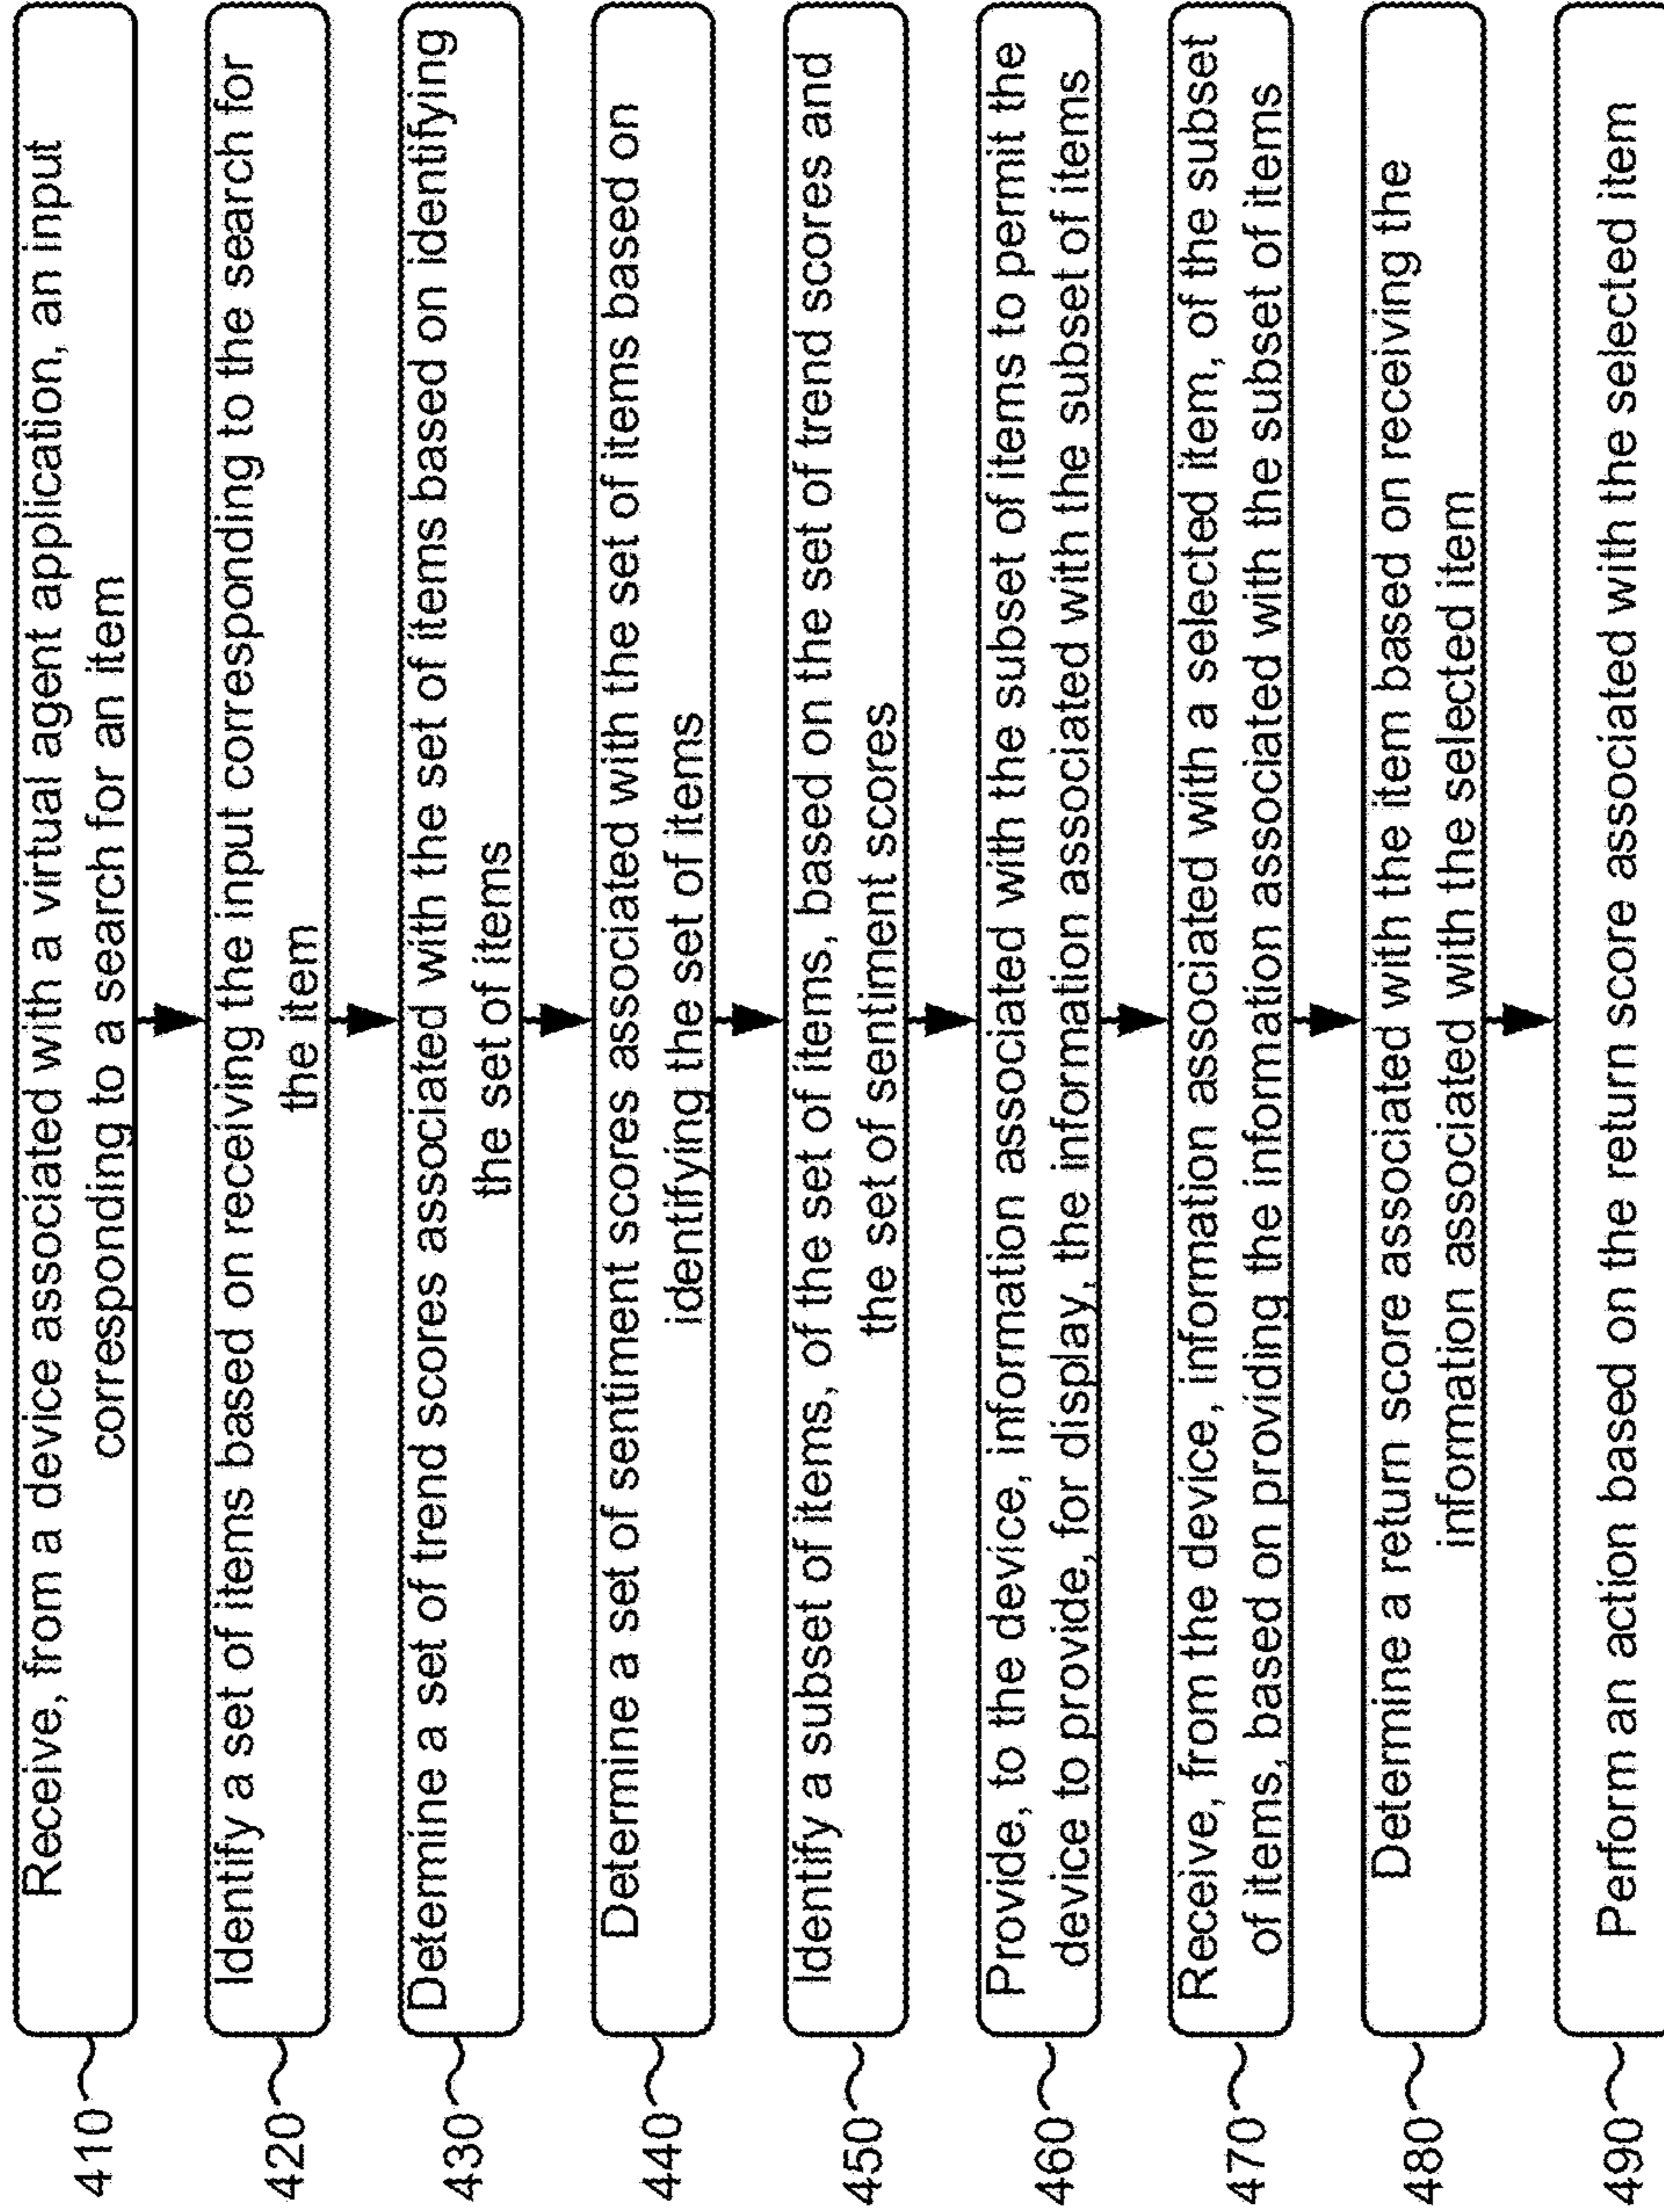 410
Receive, from a device associated with a virtual agent application, an input
corresponding to a search for an item
420
Identify a set of items based on receiving the input corresponding to the search for
the item
430
Determine a set of trend scores associated with the set of items based on identifying
the set of items
440
Determine a set of sentiment scores associated with the set of items based on
identifying the set of items
450
Identify a subset of items, of the set of items, based on the set of trend scores and
the set of sentiment scores
460
Provide, to the device, information associated with the subset of items to permit the
device to provide, for display, the information associated with the subset of items
470
Receive, from the device, information associated with a selected item, of the subset
of items, based on providing the information associated with the subset of items
480
Determine a return score associated with the item based on receiving the
information associated with the selected item
490
Perform an action based on the return score associated with the selected item